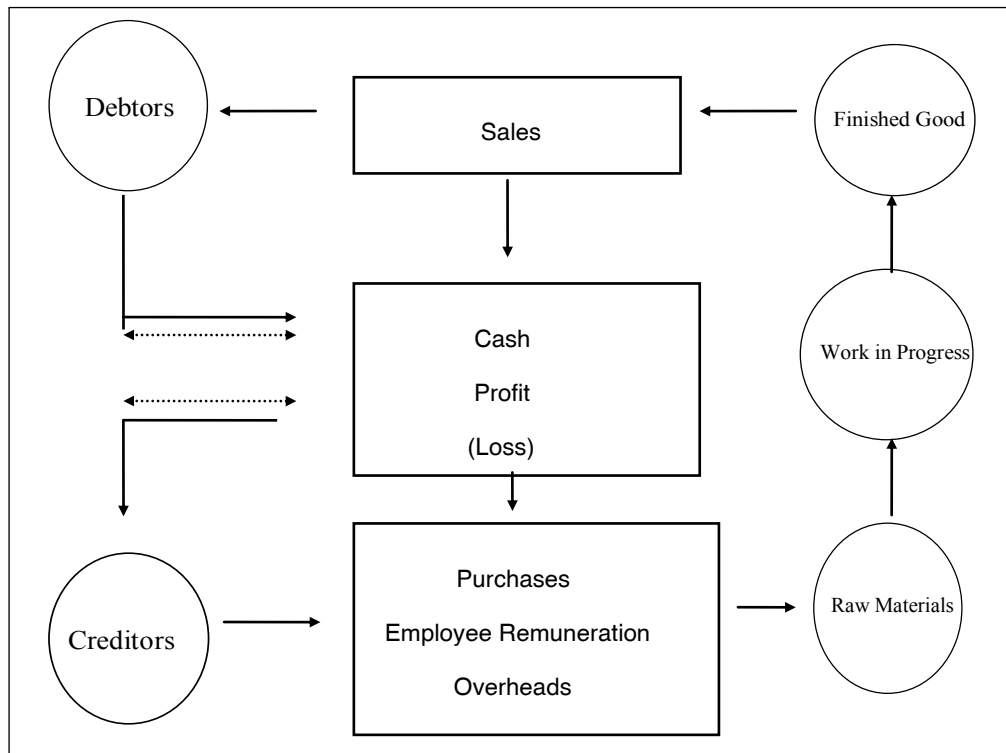 Debtors
Sales
Finished Good
Cash
Profit
(Loss)
Work in Progress
Purchases
Employee Remuneration
Overheads
Creditors
Raw Materials